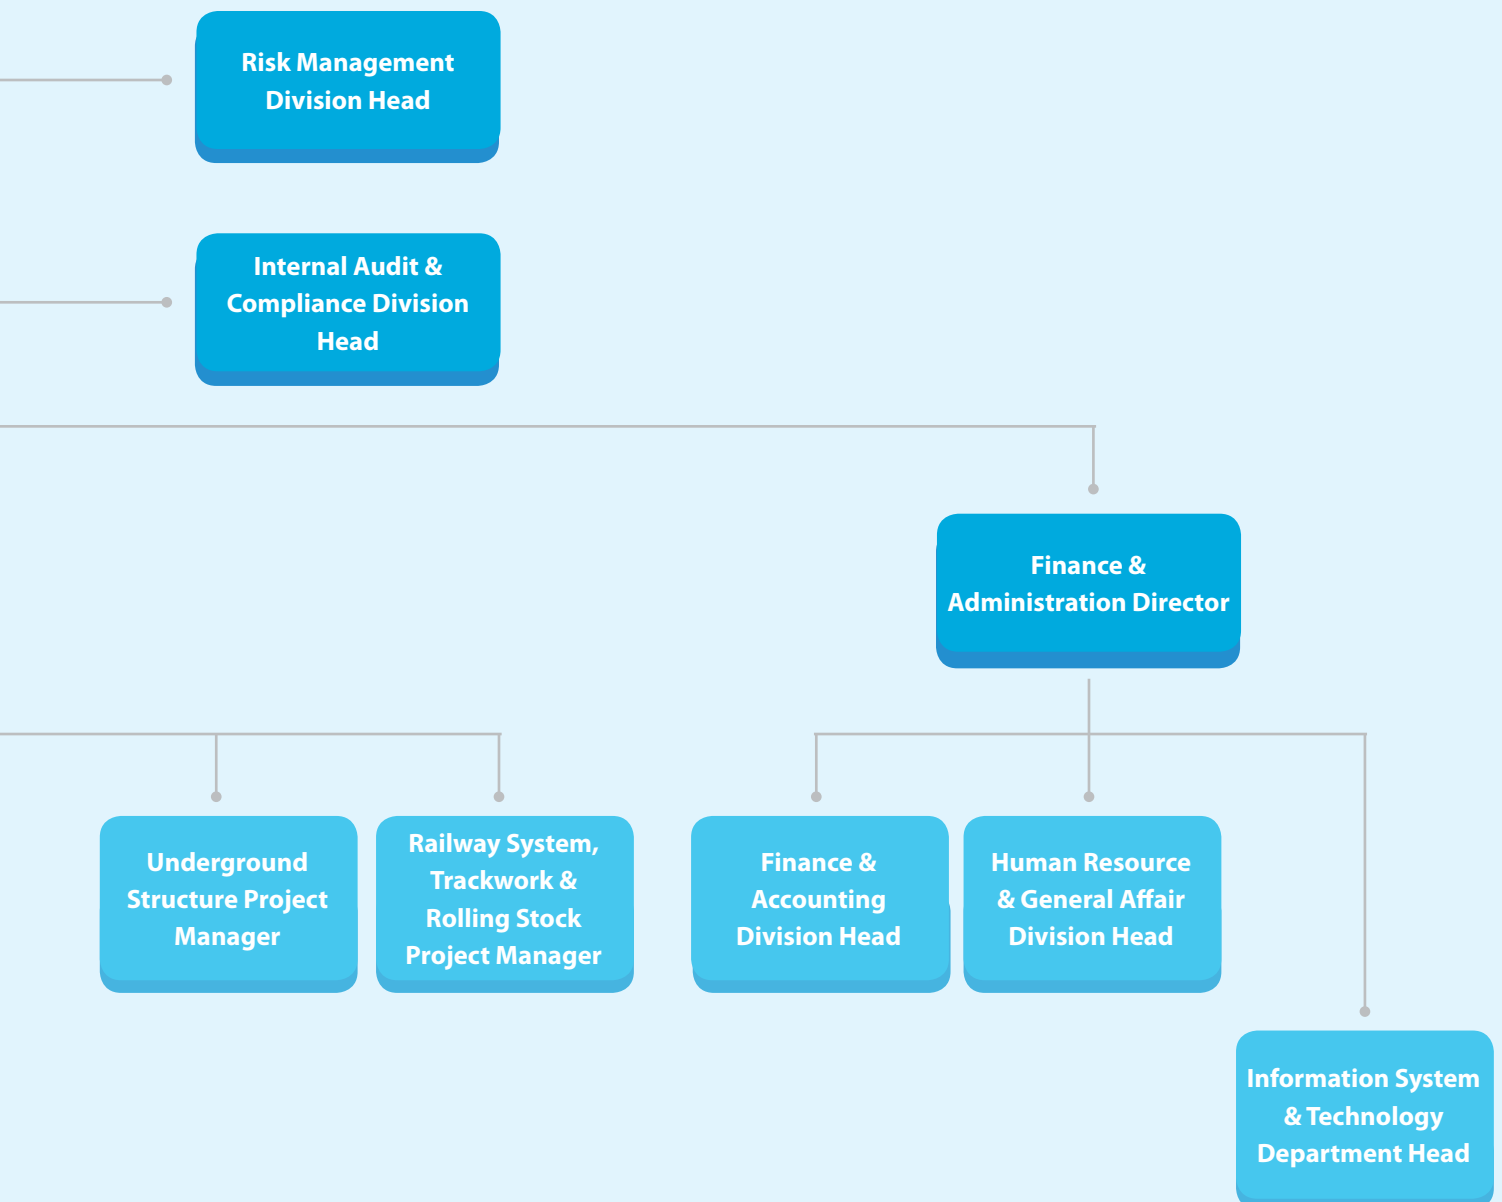 Risk Management
Division Head
Internal Audit &
Compliance Division
Head
Finance &
Administration Director
Underground
Structure Project
Manager
Railway System,
Trackwork &
Rolling Stock
Project Manager
Finance &
Accounting
Division Head
Human Resource
& General Affair
Division Head
Information System
& Technology
Department Head